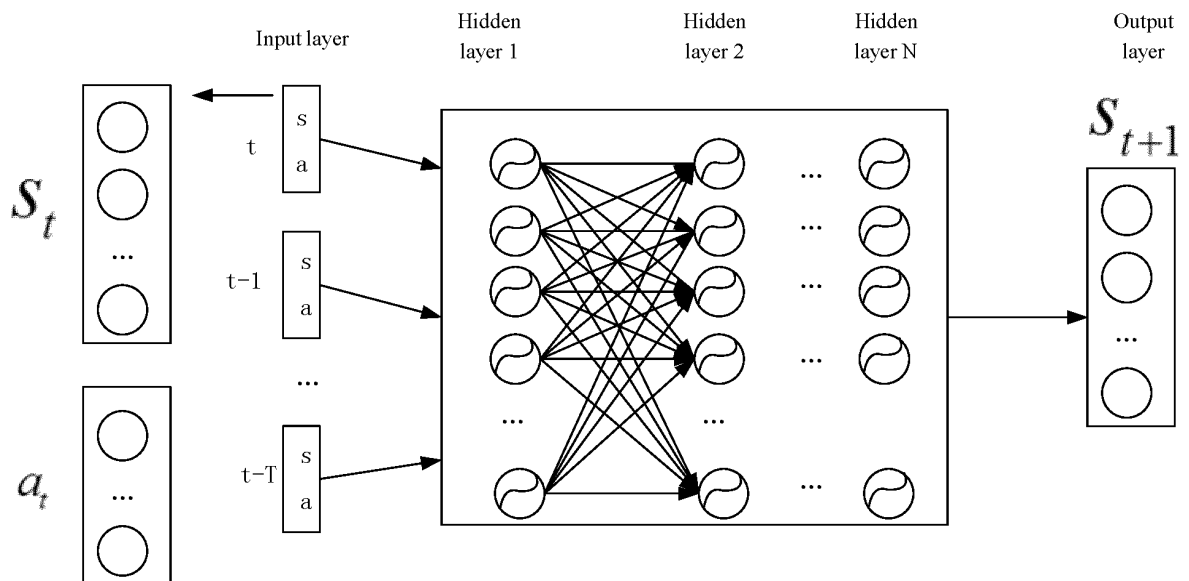 Input layer
Hidden
layer 1
Hidden
layer 2
Hidden
layer N
Output
layer
S_t
...
a_t
...
t
s
a
t-1
s
a
...
t-T
s
a
...
...
...
...
...
...
...
S_{t+1}
...